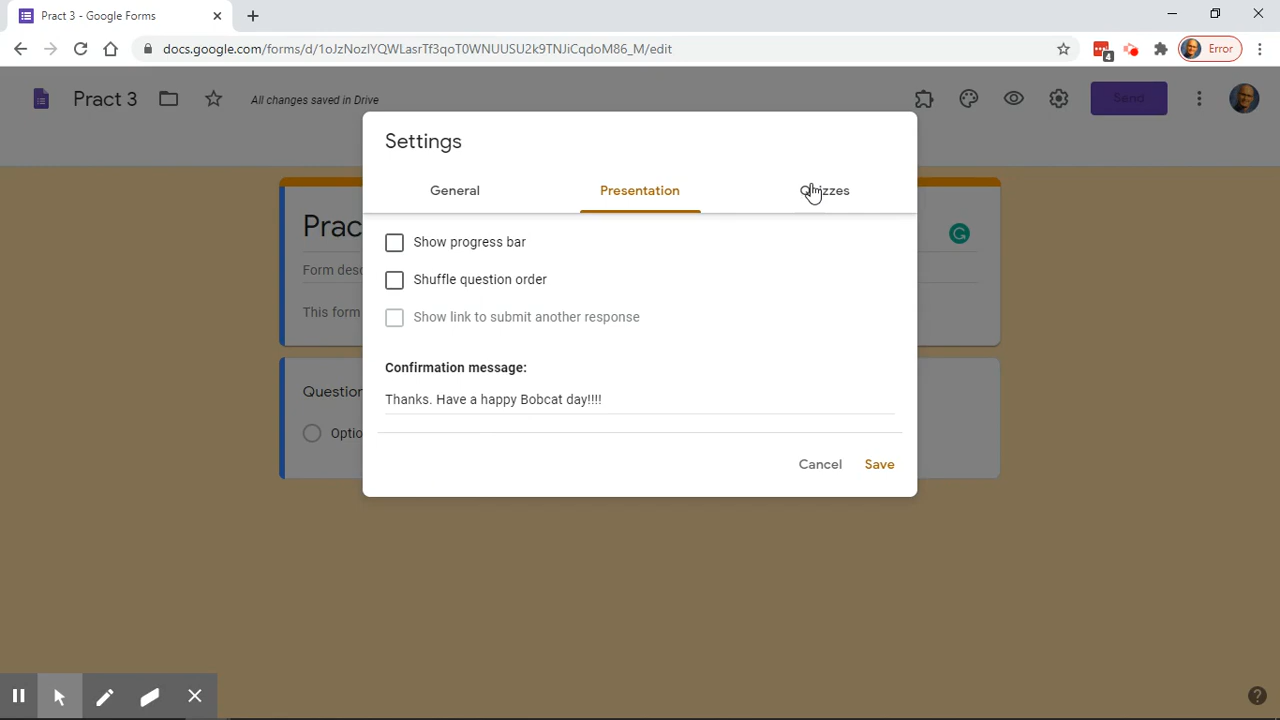 Pract 3 - Google Forms
docs.google.com/forms/d/1oJzNozIYQWLasrTf3qoT0WNUUSU2k9TNJiCqdoM86_M/edit
4
Error
Pract 3
All changes saved in Drive
Send
Settings
General
Presentation
Quizzes
Show progress bar
Shuffle question order
Show link to submit another response
Confirmation message:
Thanks. Have a happy Bobcat day!!!!
Cancel
Save
Prac
Form desc
This form
Question
Optio